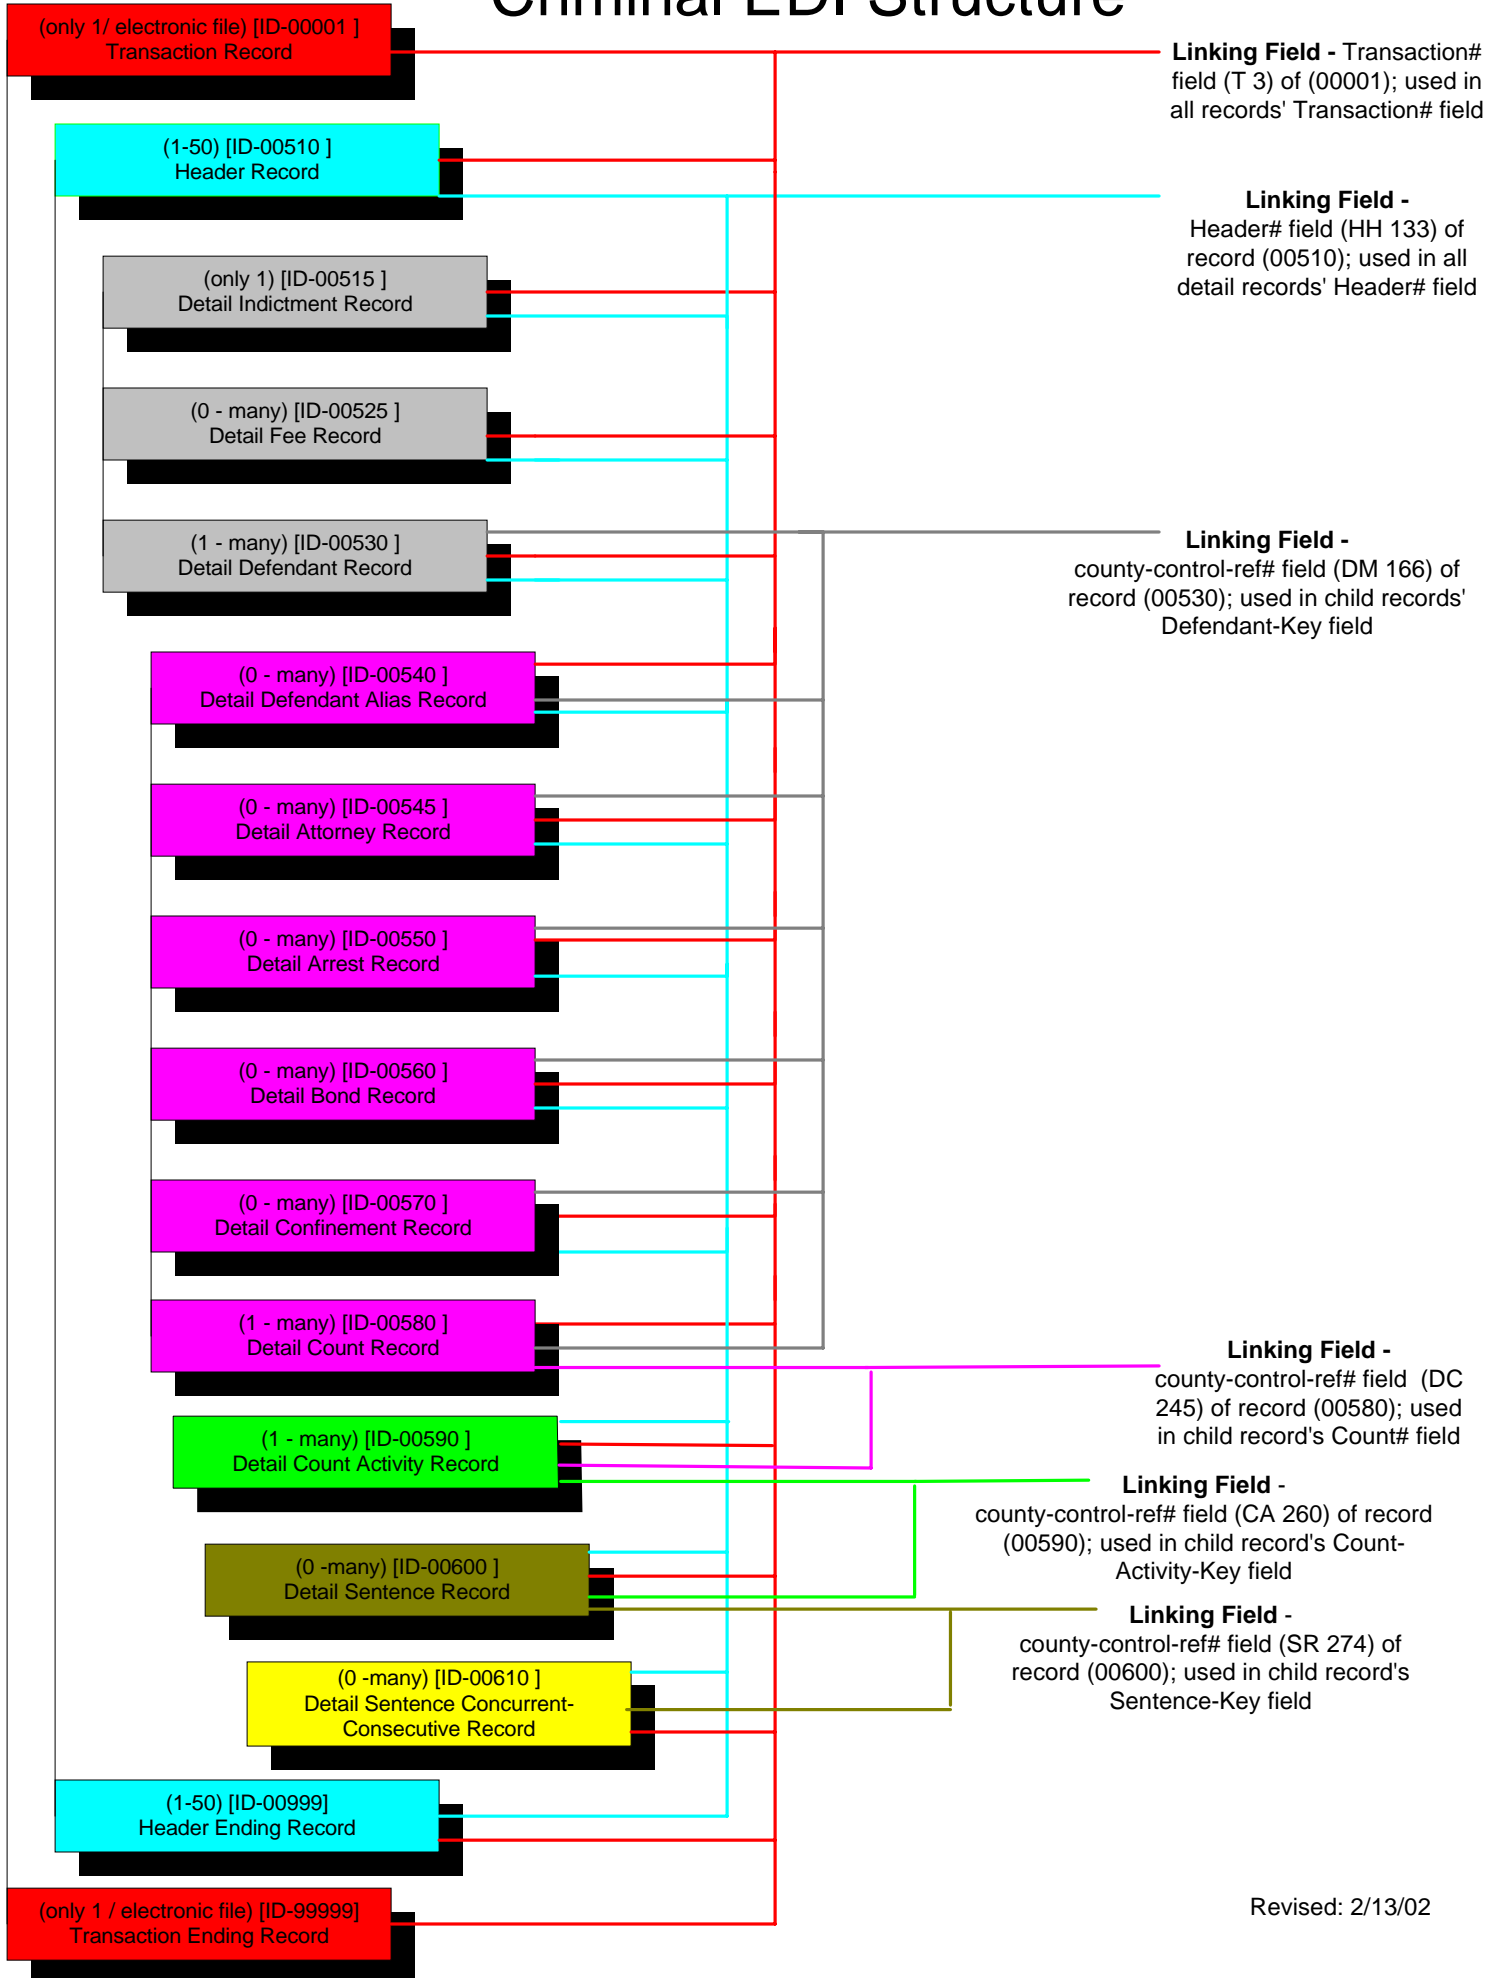 Criminal EDI Structure
(only 1/ electronic file) [ID-00001 ]
Transaction Record
Linking Field - Transaction#
field (T 3) of (00001); used in
all records' Transaction# field
(1-50) [ID-00510 ]
Header Record
Linking Field -
Header# field (HH 133) of
record (00510); used in all
detail records' Header# field
(only 1) [ID-00515 ]
Detail Indictment Record
(0 - many) [ID-00525 ]
Detail Fee Record
(1 - many) [ID-00530 ]
Detail Defendant Record
Linking Field -
county-control-ref# field (DM 166) of
record (00530); used in child records'
Defendant-Key field
(0 - many) [ID-00540 ]
Detail Defendant Alias Record
(0 - many) [ID-00545 ]
Detail Attorney Record
(0 - many) [ID-00550 ]
Detail Arrest Record
(0 - many) [ID-00560 ]
Detail Bond Record
(0 - many) [ID-00570 ]
Detail Confinement Record
(1 - many) [ID-00580 ]
Detail Count Record
Linking Field -
county-control-ref# field  (DC
245) of record (00580); used
in child record's Count# field
(1 - many) [ID-00590 ]
Detail Count Activity Record
Linking Field -
county-control-ref# field (CA 260) of record
(00590); used in child record's Count-
Activity-Key field
(0 -many) [ID-00600 ]
Detail Sentence Record
Linking Field -
county-control-ref# field (SR 274) of
record (00600); used in child record's
Sentence-Key field
(0 -many) [ID-00610 ]
Detail Sentence Concurrent-
Consecutive Record
(1-50) [ID-00999]
Header Ending Record
(only 1 / electronic file) [ID-99999]
Transaction Ending Record
Revised: 2/13/02